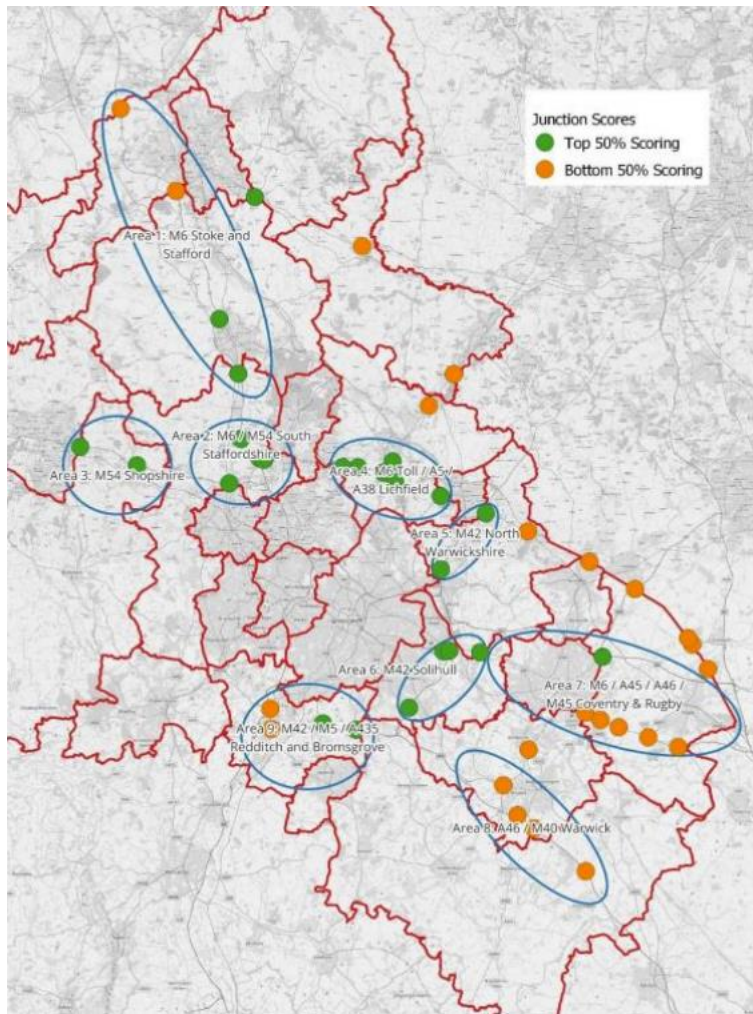 Junction Scores
Top 50% Scoring
Bottom 50% Scoring
Area 1: M6 Stoke and
Stafford
Area 2: M6 / M54 South
Staffordshire
Area 3: M54 Shopshire
Area 4: M6 Toll / A5 /
A38 Lichfield
Area 5: M42 North
Warwickshire
Area 6: M42 Solihull
Area 7: M6 / A45 / A46 /
M45 Coventry & Rugby
Area 9: M42 / M5 / A435
Redditch and Bromsgrove
Area 8: A46 / M40 Warwick